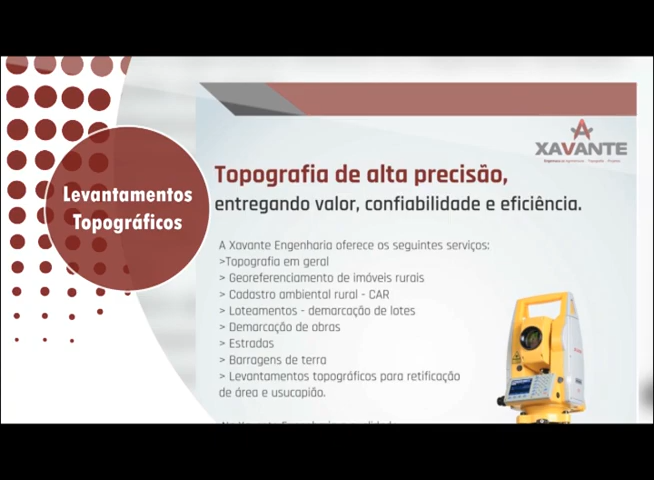 XAVANTE
Topografia de alta precisão,
entregando valor, confiabilidade e eficiência.
Levantamentos
Topográficos
A Xavante Engenharia oferece os seguintes serviços:
>Topografia em geral
> Georeferenciamento de imóveis rurais
> Cadastro ambiental rural - CAR
> Loteamentos - demarcação de lotes
> Demarcação de obras
> Estradas
> Barragens de terra
> Levantamentos topográficos para retificação
de área e usucapião.